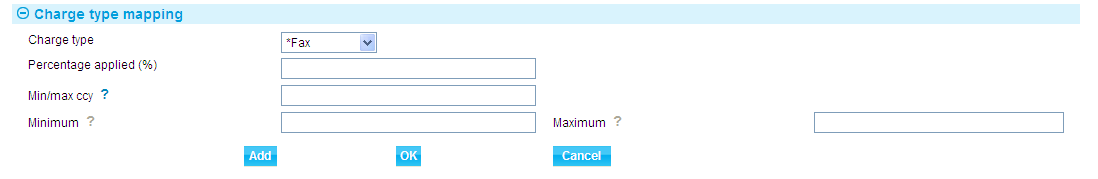 Charge type mapping
Charge type *Fax
Percentage applied (%)
Min/max ccy ?
Minimum ? Maximum ?
Add OK Cancel